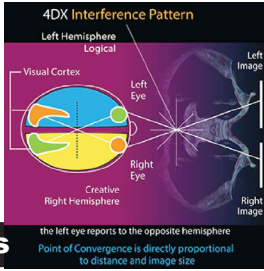 4DX Interference Pattern
Left Hemisphere
Logical
Visual Cortex
Left
Eye
Left
Image
Right
Eye
Creative
Right Hemisphere
Right
Image
s
the left eye reports to the opposite hemisphere
Point of Convergence is directly proportional
to distance and image size